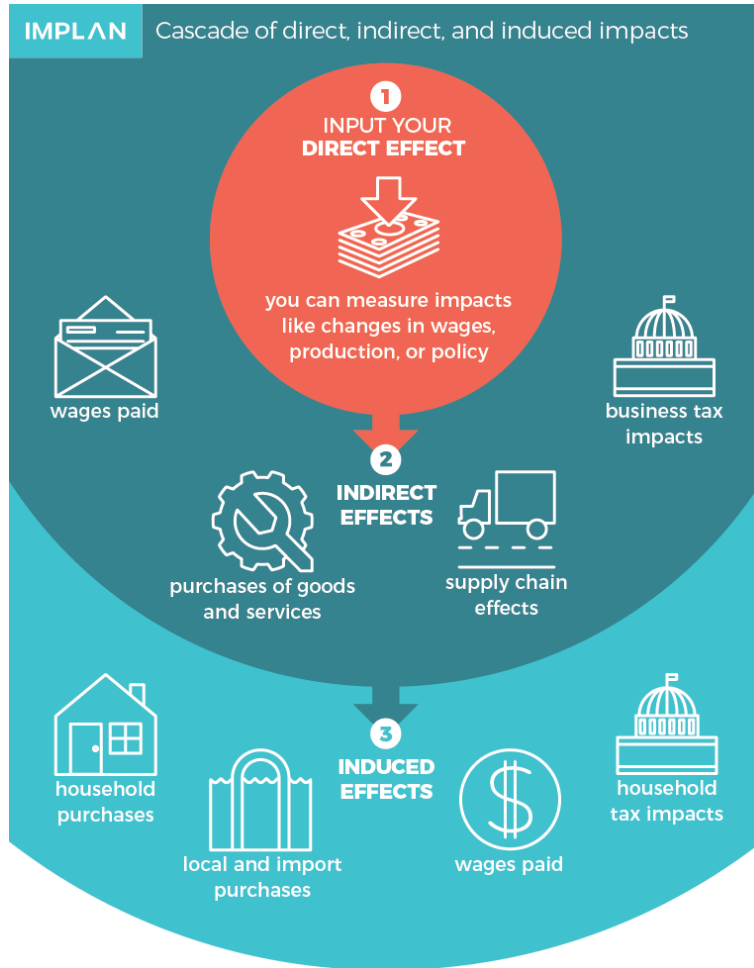 IMPLAN
Cascade of direct, indirect, and induced impacts
1
INPUT YOUR
DIRECT EFFECT
you can measure impacts
like changes in wages,
production, or policy
wages paid
business tax
impacts
2
INDIRECT
EFFECTS
purchases of goods
and services
supply chain
effects
3
INDUCED
EFFECTS
household
purchases
local and import
purchases
$
wages paid
household
tax impacts